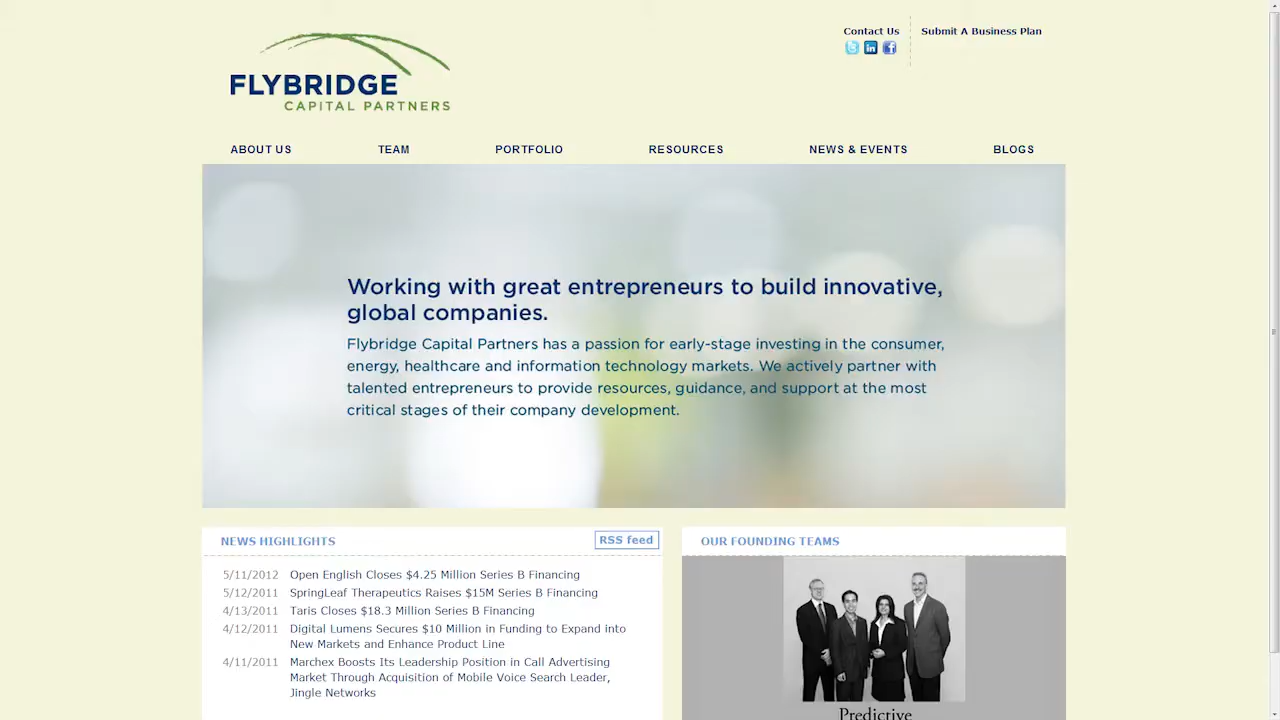 Contact Us
Submit A Business Plan
FLYBRIDGE
CAPITAL PARTNERS
ABOUT US TEAM PORTFOLIO RESOURCES NEWS & EVENTS BLOGS
Working with great entrepreneurs to build innovative,
global companies.
Flybridge Capital Partners has a passion for early-stage investing in the consumer,
energy, healthcare and information technology markets. We actively partner with
talented entrepreneurs to provide resources, guidance, and support at the most
critical stages of their company development.
NEWS HIGHLIGHTS
RSS feed
5/11/2012 Open English Closes $4.25 Million Series B Financing
5/12/2011 SpringLeaf Therapeutics Raises $15M Series B Financing
4/13/2011 Taris Closes $18.3 Million Series B Financing
4/12/2011 Digital Lumens Secures $10 Million in Funding to Expand into
New Markets and Enhance Product Line
4/11/2011 Marchex Boosts Its Leadership Position in Call Advertising
Market Through Acquisition of Mobile Voice Search Leader,
Jingle Networks
OUR FOUNDING TEAMS
Predictive